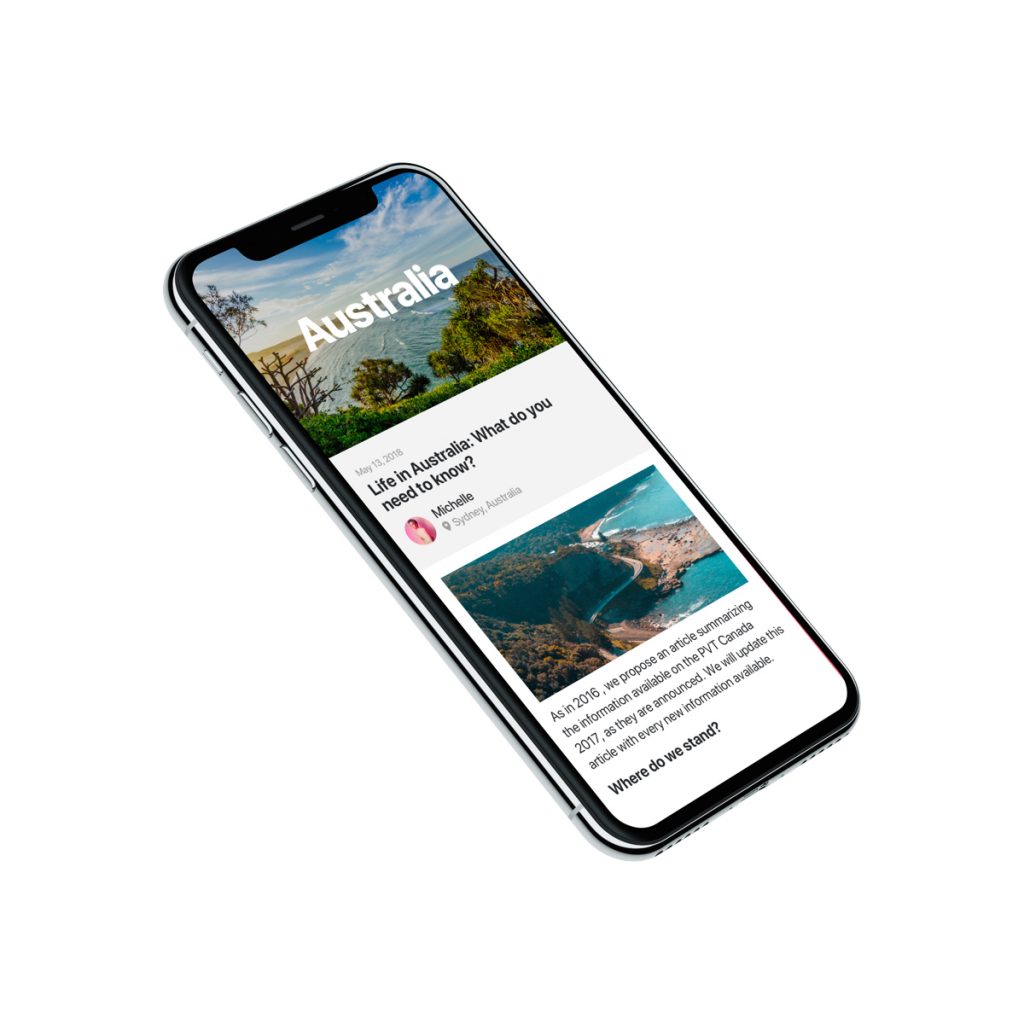 Australia
May 13, 2018
Life in Australia: What do you
need to know?
Michelle
Sydney, Australia
As in 2016 , we propose an article summarizing
the information available on the PVT Canada
2017, as they are announced. We will update this
article with every new information available.
Where do we stand?